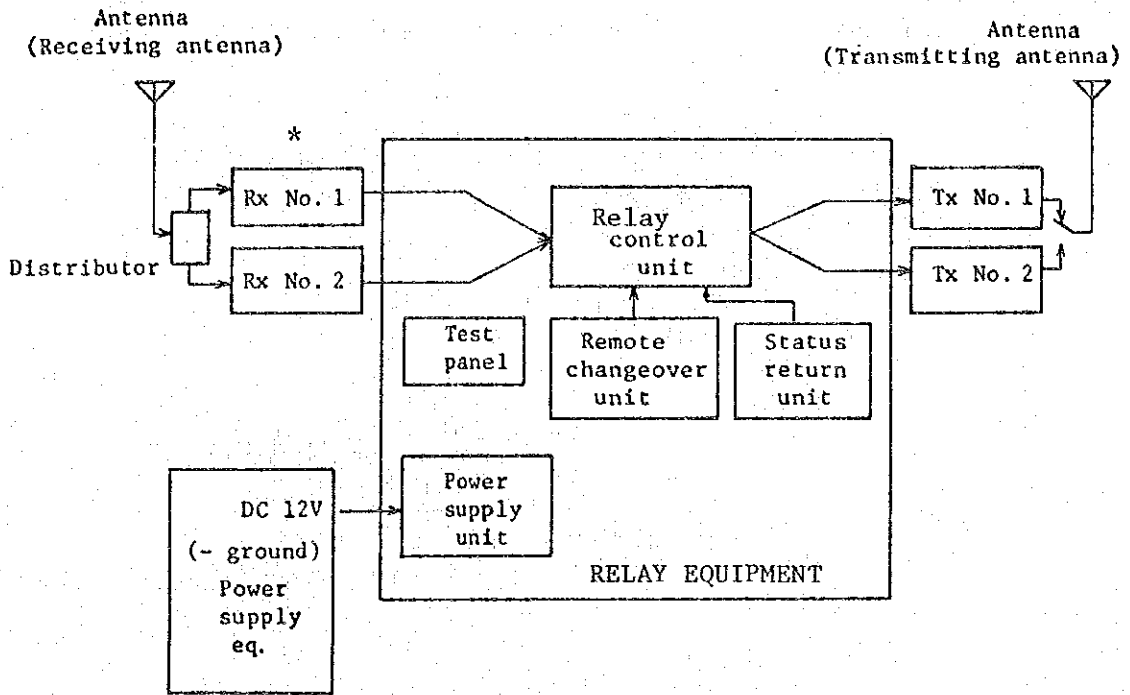 Antenna
(Receiving antenna)
Antenna
(Transmitting antenna)
*
Rx No. 1
Rx No. 2
Distributor
Relay
control
unit
Tx No. 1
Tx No. 2
Test
panel
Remote
changeover
unit
Status
return
unit
DC 12V
(- ground)
Power
supply
eq.
Power
supply
unit
RELAY EQUIPMENT